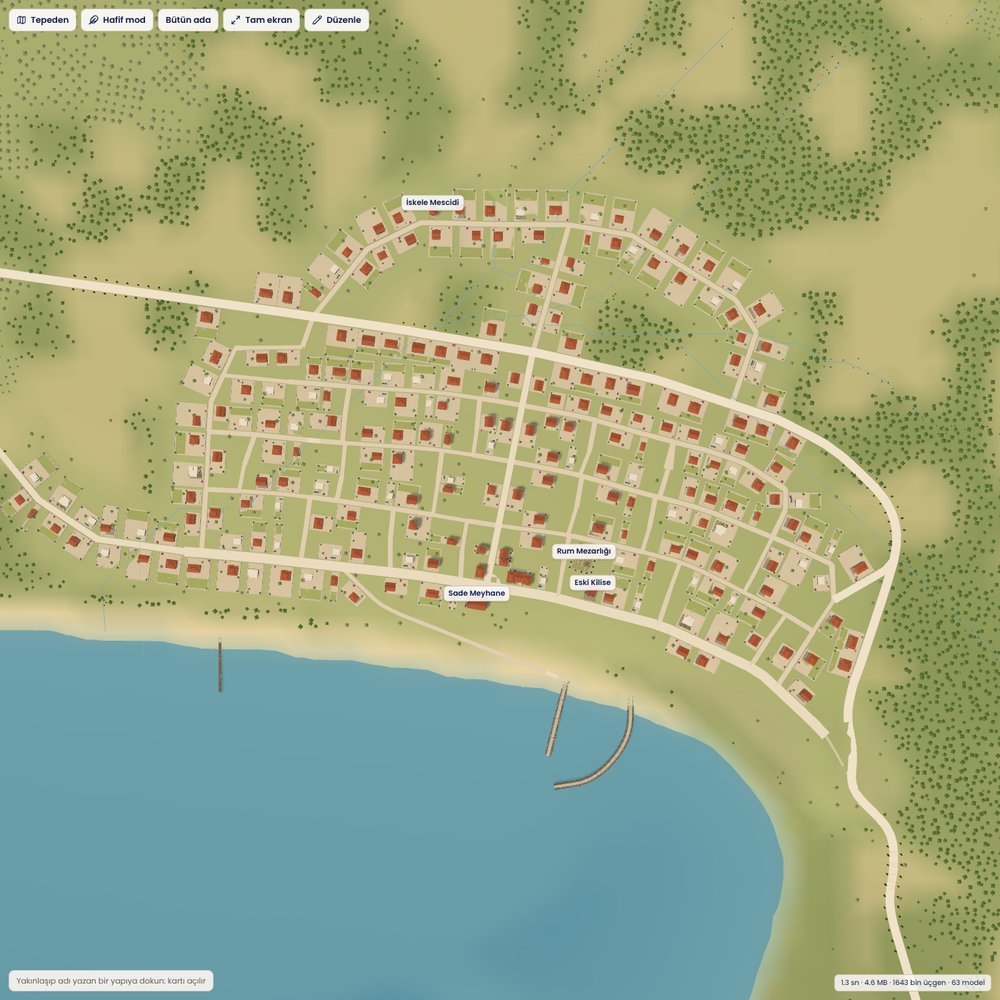 Tepeden
Hafif mod
Bütün ada
Tam ekran
Düzenle
İskele Mescidi
Rum Mezarlığı
Eski Kilise
Sade Meyhane
Yakınlaşıp adı yazan bir yapıya dokun: kartı açılır
1.3 sn · 4.6 MB · 1643 bin üçgen · 63 model